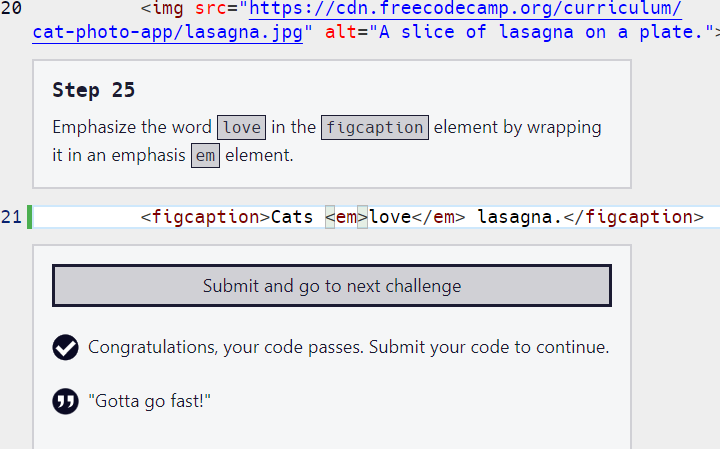 20 <img src="https://cdn.freecodecamp.org/curriculum/
cat-photo-app/lasagna.jpg" alt="A slice of lasagna on a plate.">
Step 25
Emphasize the word love in the figcaption element by wrapping
it in an emphasis em element.
21 <figcaption>Cats <em>love</em> lasagna.</figcaption>
Submit and go to next challenge
Congratulations, your code passes. Submit your code to continue.
"Gotta go fast!"